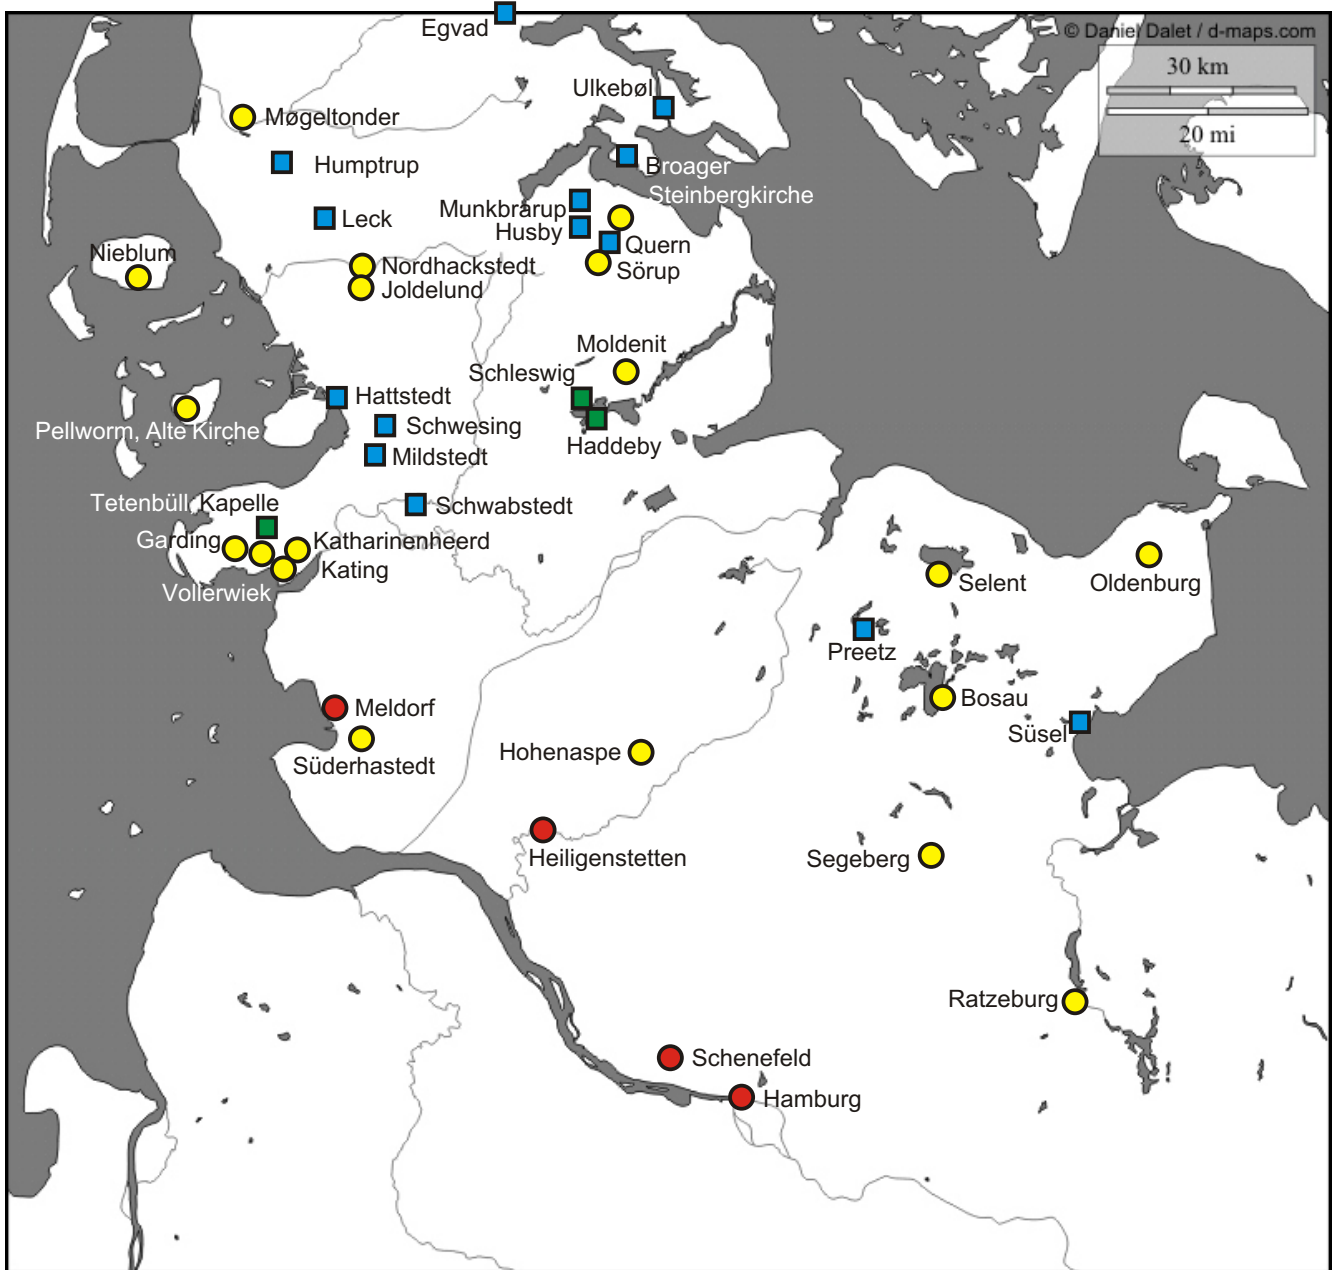 Egvad
© Daniel Dalet / d-maps.com
30 km
20 mi
Ulkebøl
Møgeltonder
Humptrup
Broager
Steinbergkirche
Leck
Munkbrarup
Husby
Quern
Nieblum
Nordhackstedt
Sörup
Joldelund
Moldenit
Schleswig
Hattstedt
Pellworm, Alte Kirche
Schwesing
Haddeby
Mildstedt
Tetenbüll, Kapelle
Schwabstedt
Garding
Katharinenheerd
Kating
Vollerwiek
Selent
Oldenburg
Preetz
Bosau
Meldorf
Süsel
Süderhastedt
Hohenaspe
Heiligenstetten
Segeberg
Ratzeburg
Schenefeld
Hamburg